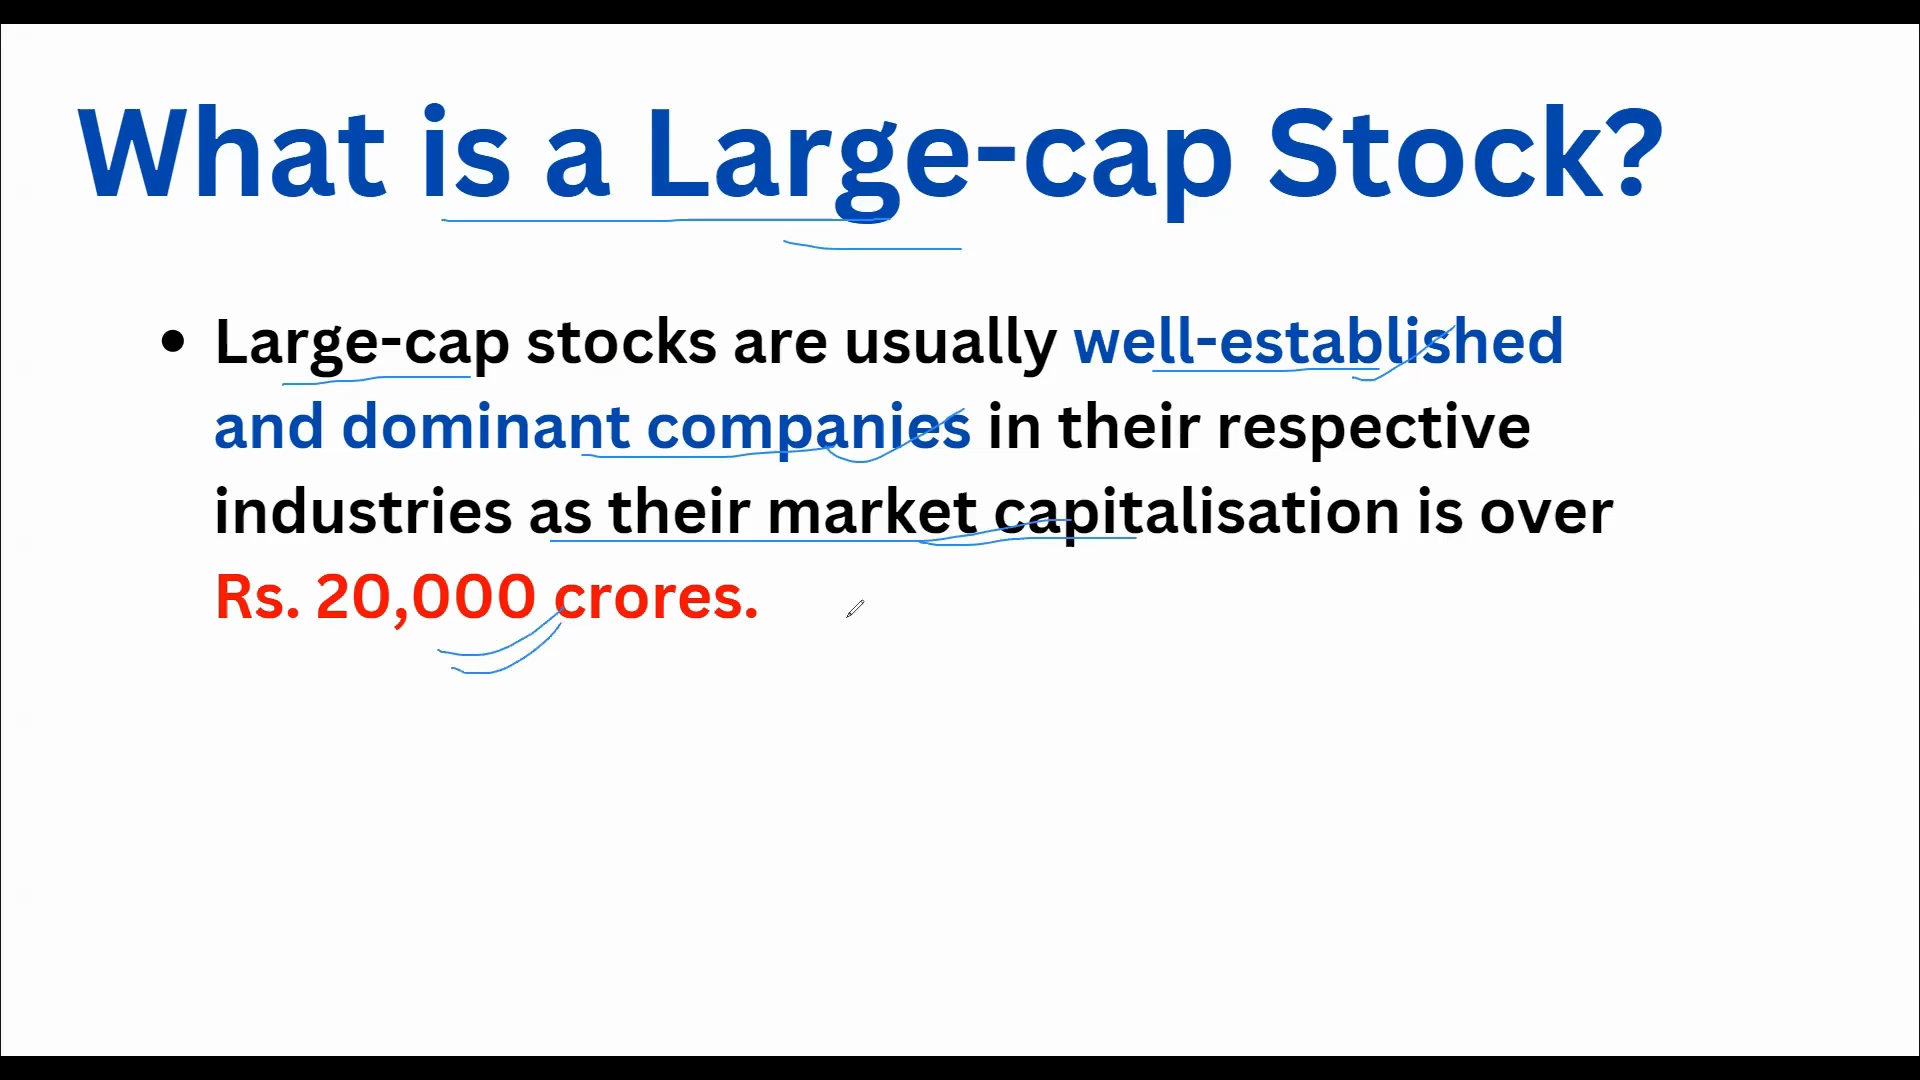 What is a Large-cap Stock?
• Large-cap stocks are usually well-established
and dominant companies in their respective
industries as their market capitalisation is over
Rs. 20,000 crores.